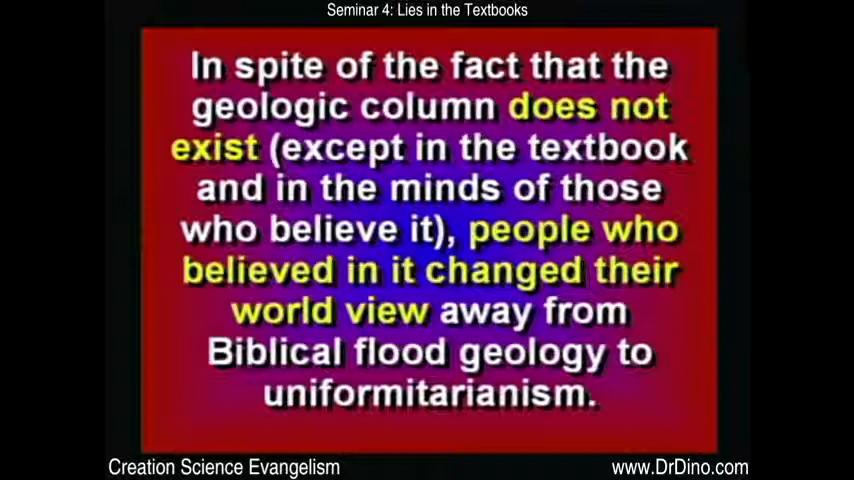 Seminar 4: Lies in the Textbooks
In spite of the fact that the
geologic column does not
exist (except in the textbook
and in the minds of those
who believe it), people who
believed in it changed their
world view away from
Biblical flood geology to
uniformitarianism.
Creation Science Evangelism
www.DrDino.com